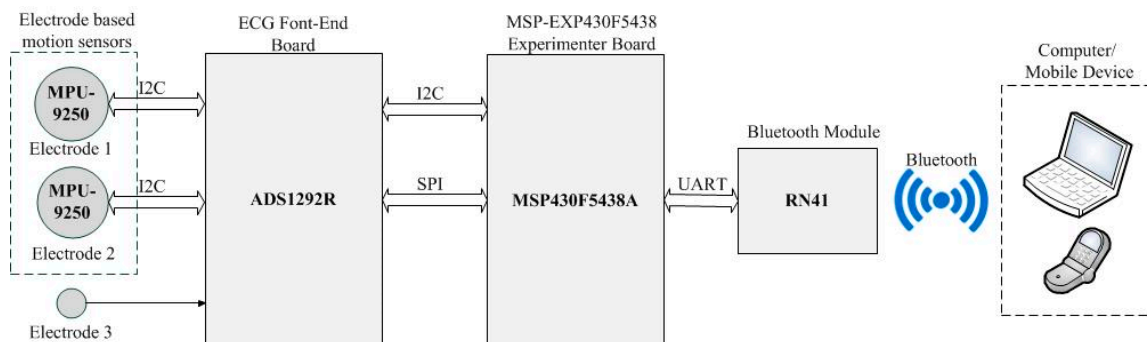 Electrode based
motion sensors
MPU-
9250
Electrode 1
MPU-
9250
Electrode 2
Electrode 3
I2C
I2C
ECG Font-End
Board
ADS1292R
I2C
SPI
MSP-EXP430F5438
Experimenter Board
MSP430F5438A
UART
Bluetooth Module
RN41
Bluetooth
Computer/
Mobile Device